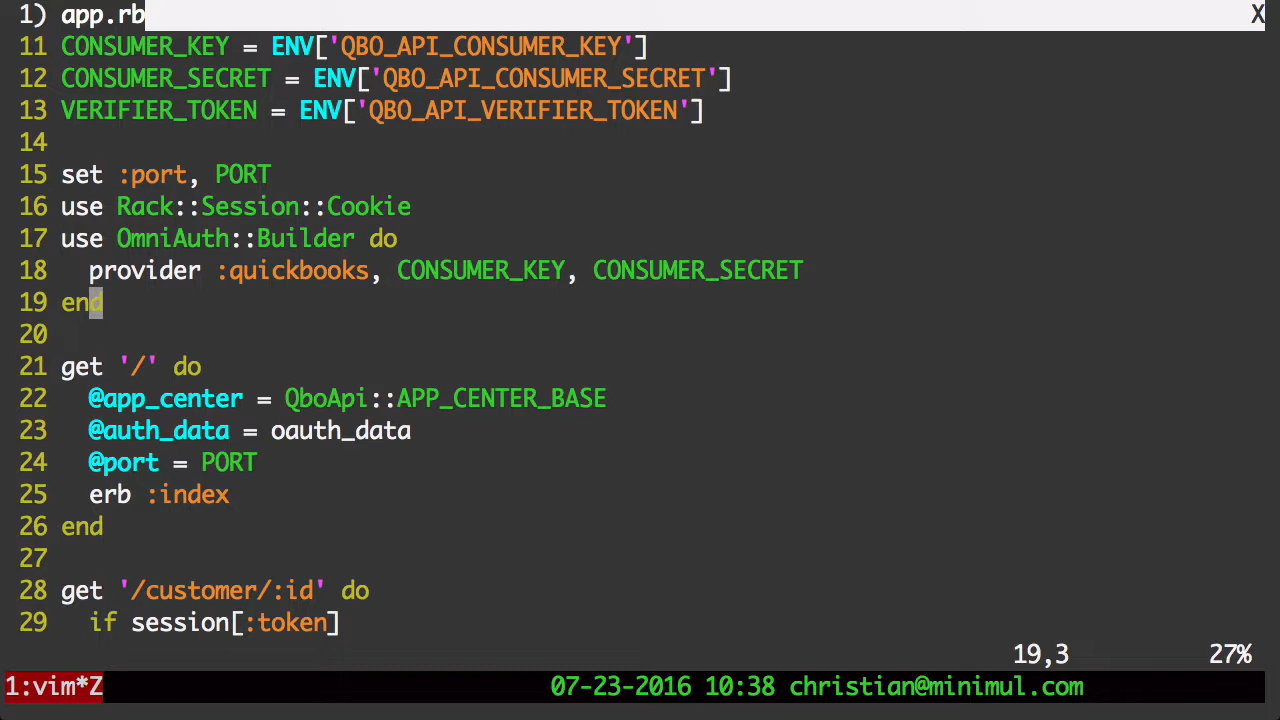 1) app.rb X
11 CONSUMER_KEY = ENV['QBO_API_CONSUMER_KEY']
12 CONSUMER_SECRET = ENV['QBO_API_CONSUMER_SECRET']
13 VERIFIER_TOKEN = ENV['QBO_API_VERIFIER_TOKEN']
14
15 set :port, PORT
16 use Rack::Session::Cookie
17 use OmniAuth::Builder do
18   provider :quickbooks, CONSUMER_KEY, CONSUMER_SECRET
19 end
20
21 get '/' do
22   @app_center = QboApi::APP_CENTER_BASE
23   @auth_data = oauth_data
24   @port = PORT
25   erb :index
26 end
27
28 get '/customer/:id' do
29   if session[:token]
19,3 27%
1:vim*Z 07-23-2016 10:38 christian@minimul.com